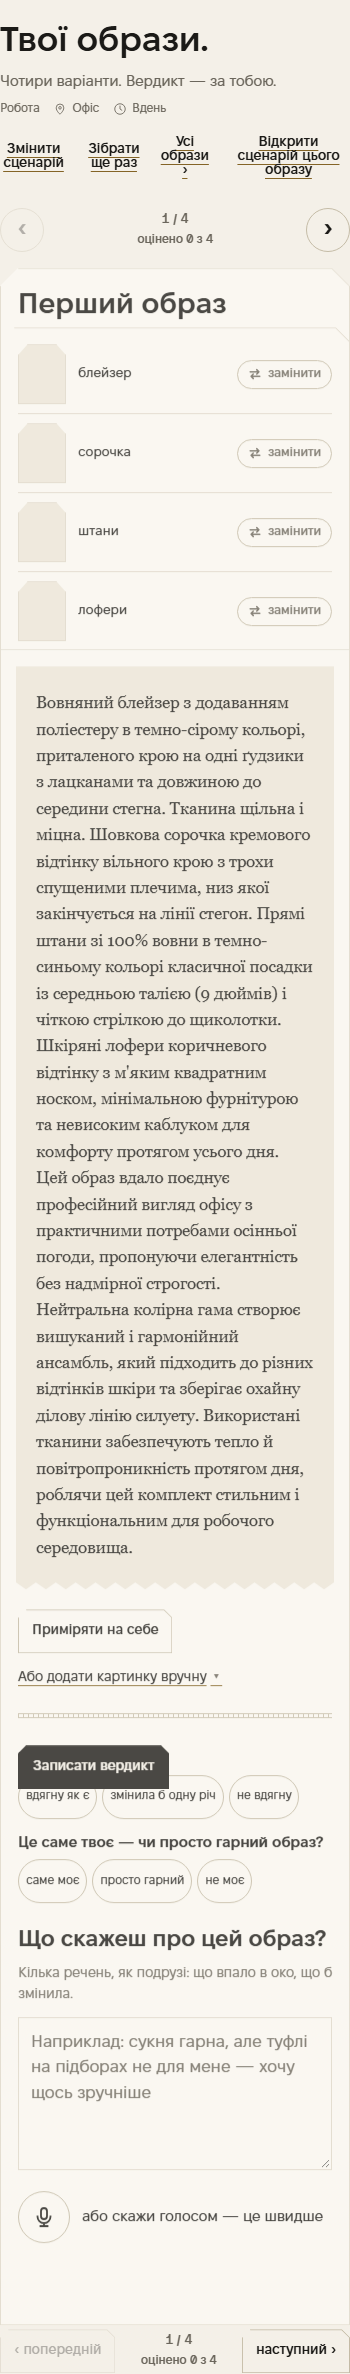 Твої образи.
Чотири варіанти. Вердикт — за тобою.
Робота Офіс Вдень
Змінити сценарій
Зібрати ще раз
Усі образи ›
Відкрити сценарій цього образу
‹
1 / 4
оцінено 0 з 4
›
Перший образ
блейзер
замінити
сорочка
замінити
штани
замінити
лофери
замінити
Вовняний блейзер з додаванням
поліестеру в темно-сірому кольорі,
приталеного крою на одні ґудзики
з лацканами та довжиною до
середини стегна. Тканина щільна і
міцна. Шовкова сорочка кремового
відтінку вільного крою з трохи
спущеними плечима, низ якої
закінчується на лінії стегон. Прямі
штани зі 100% вовни в темно-
синьому кольорі класичної посадки
із середньою талією (9 дюймів) і
чіткою стрілкою до щиколотки.
Шкіряні лофери коричневого
відтінку з м'яким квадратним
носком, мінімальною фурнітурою
та невисоким каблуком для
комфорту протягом усього дня.
Цей образ вдало поєднує
професійний вигляд офісу з
практичними потребами осінньої
погоди, пропонуючи елегантність
без надмірної строгості.
Нейтральна колірна гама створює
вишуканий і гармонійний
ансамбль, який підходить до різних
відтінків шкіри та зберігає охайну
ділову лінію силуету. Використані
тканини забезпечують тепло й
повітропроникність протягом дня,
роблячи цей комплект стильним і
функціональним для робочого
середовища.
Приміряти на себе
Або додати картинку вручну
Записати вердикт
вдягну як є
змінила б одну річ
не вдягну
Це саме твоє — чи просто гарний образ?
саме моє
просто гарний
не моє
Що скажеш про цей образ?
Кілька речень, як подрузі: що впало в око, що б
змінила.
Наприклад: сукня гарна, але туфлі
на підборах не для мене — хочу
щось зручніше
або скажи голосом — це швидше
‹ попередній
1 / 4
оцінено 0 з 4
наступний ›